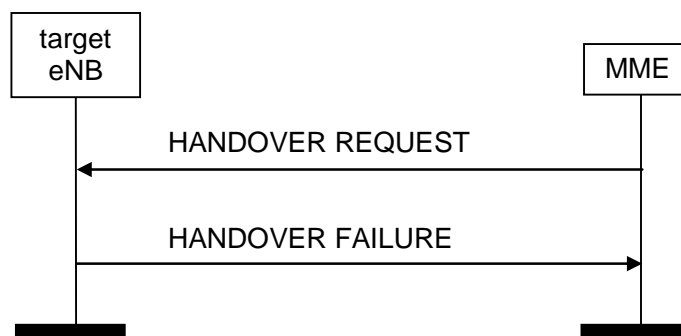 target
eNB
MME
HANDOVER REQUEST
HANDOVER FAILURE